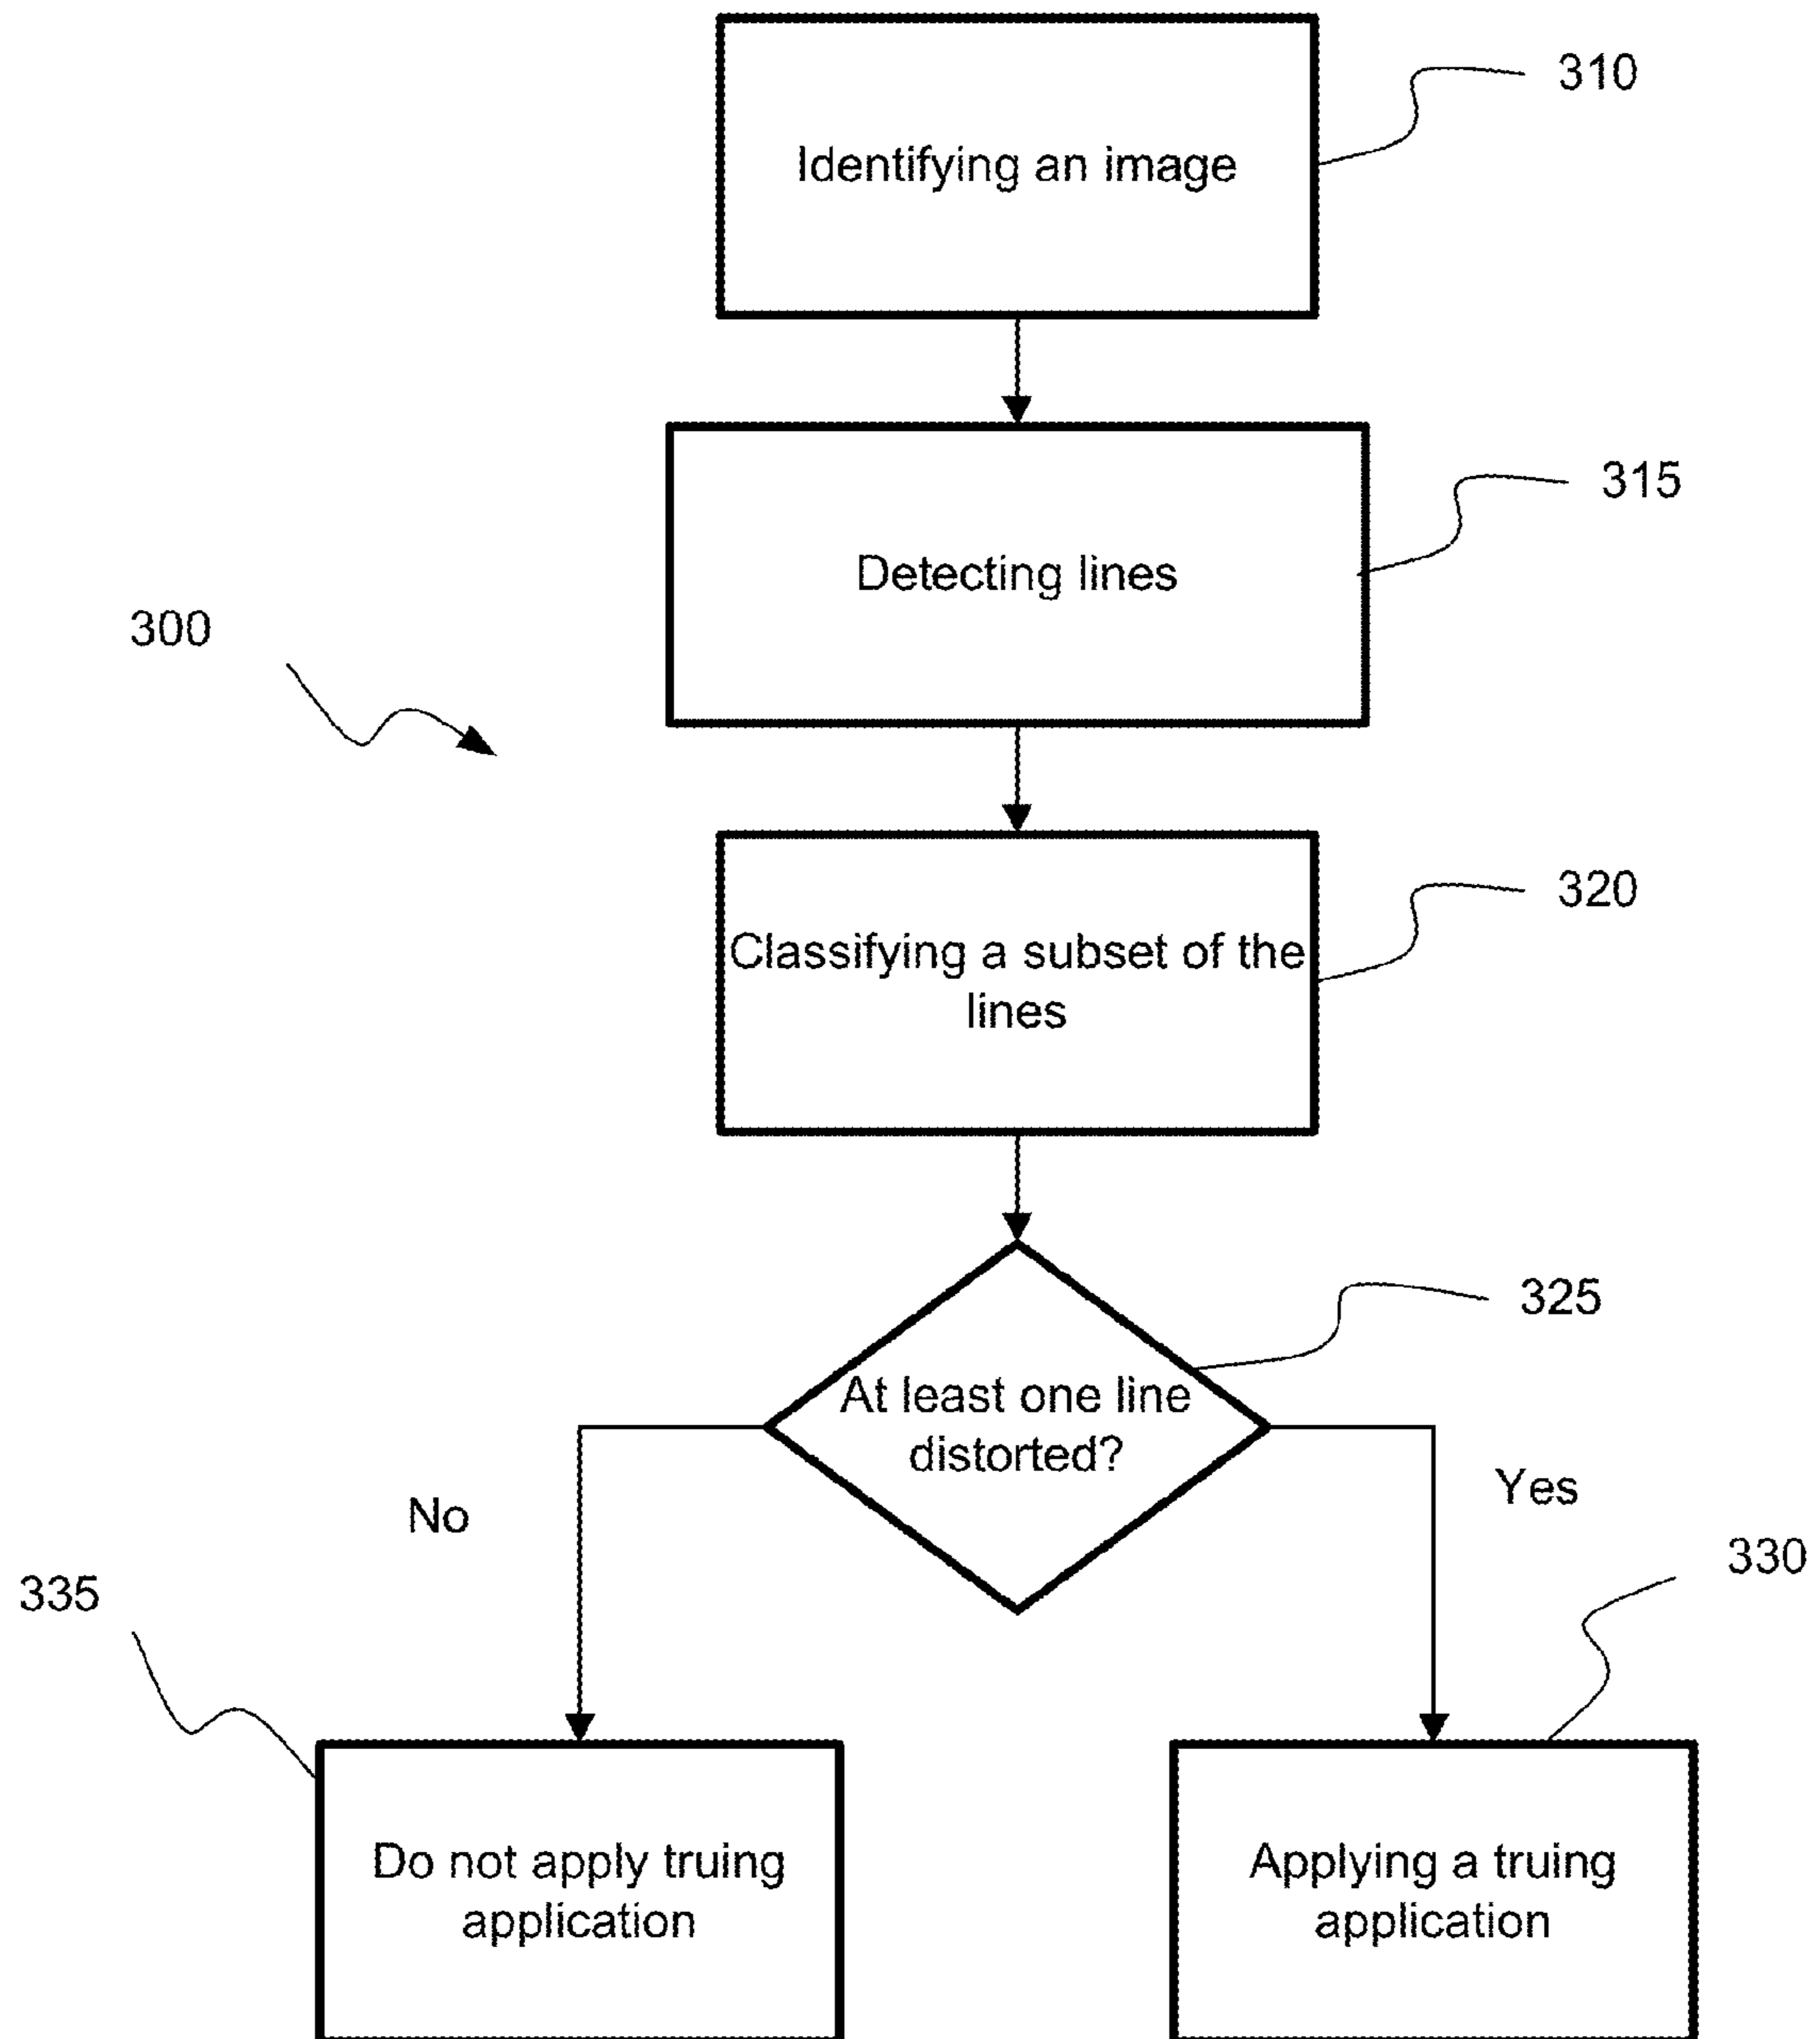 310
Identifying an image
315
Detecting lines
300
320
Classifying a subset of the
lines
325
At least one line
distorted?
No
Yes
330
335
Do not apply truing
application
Applying a truing
application